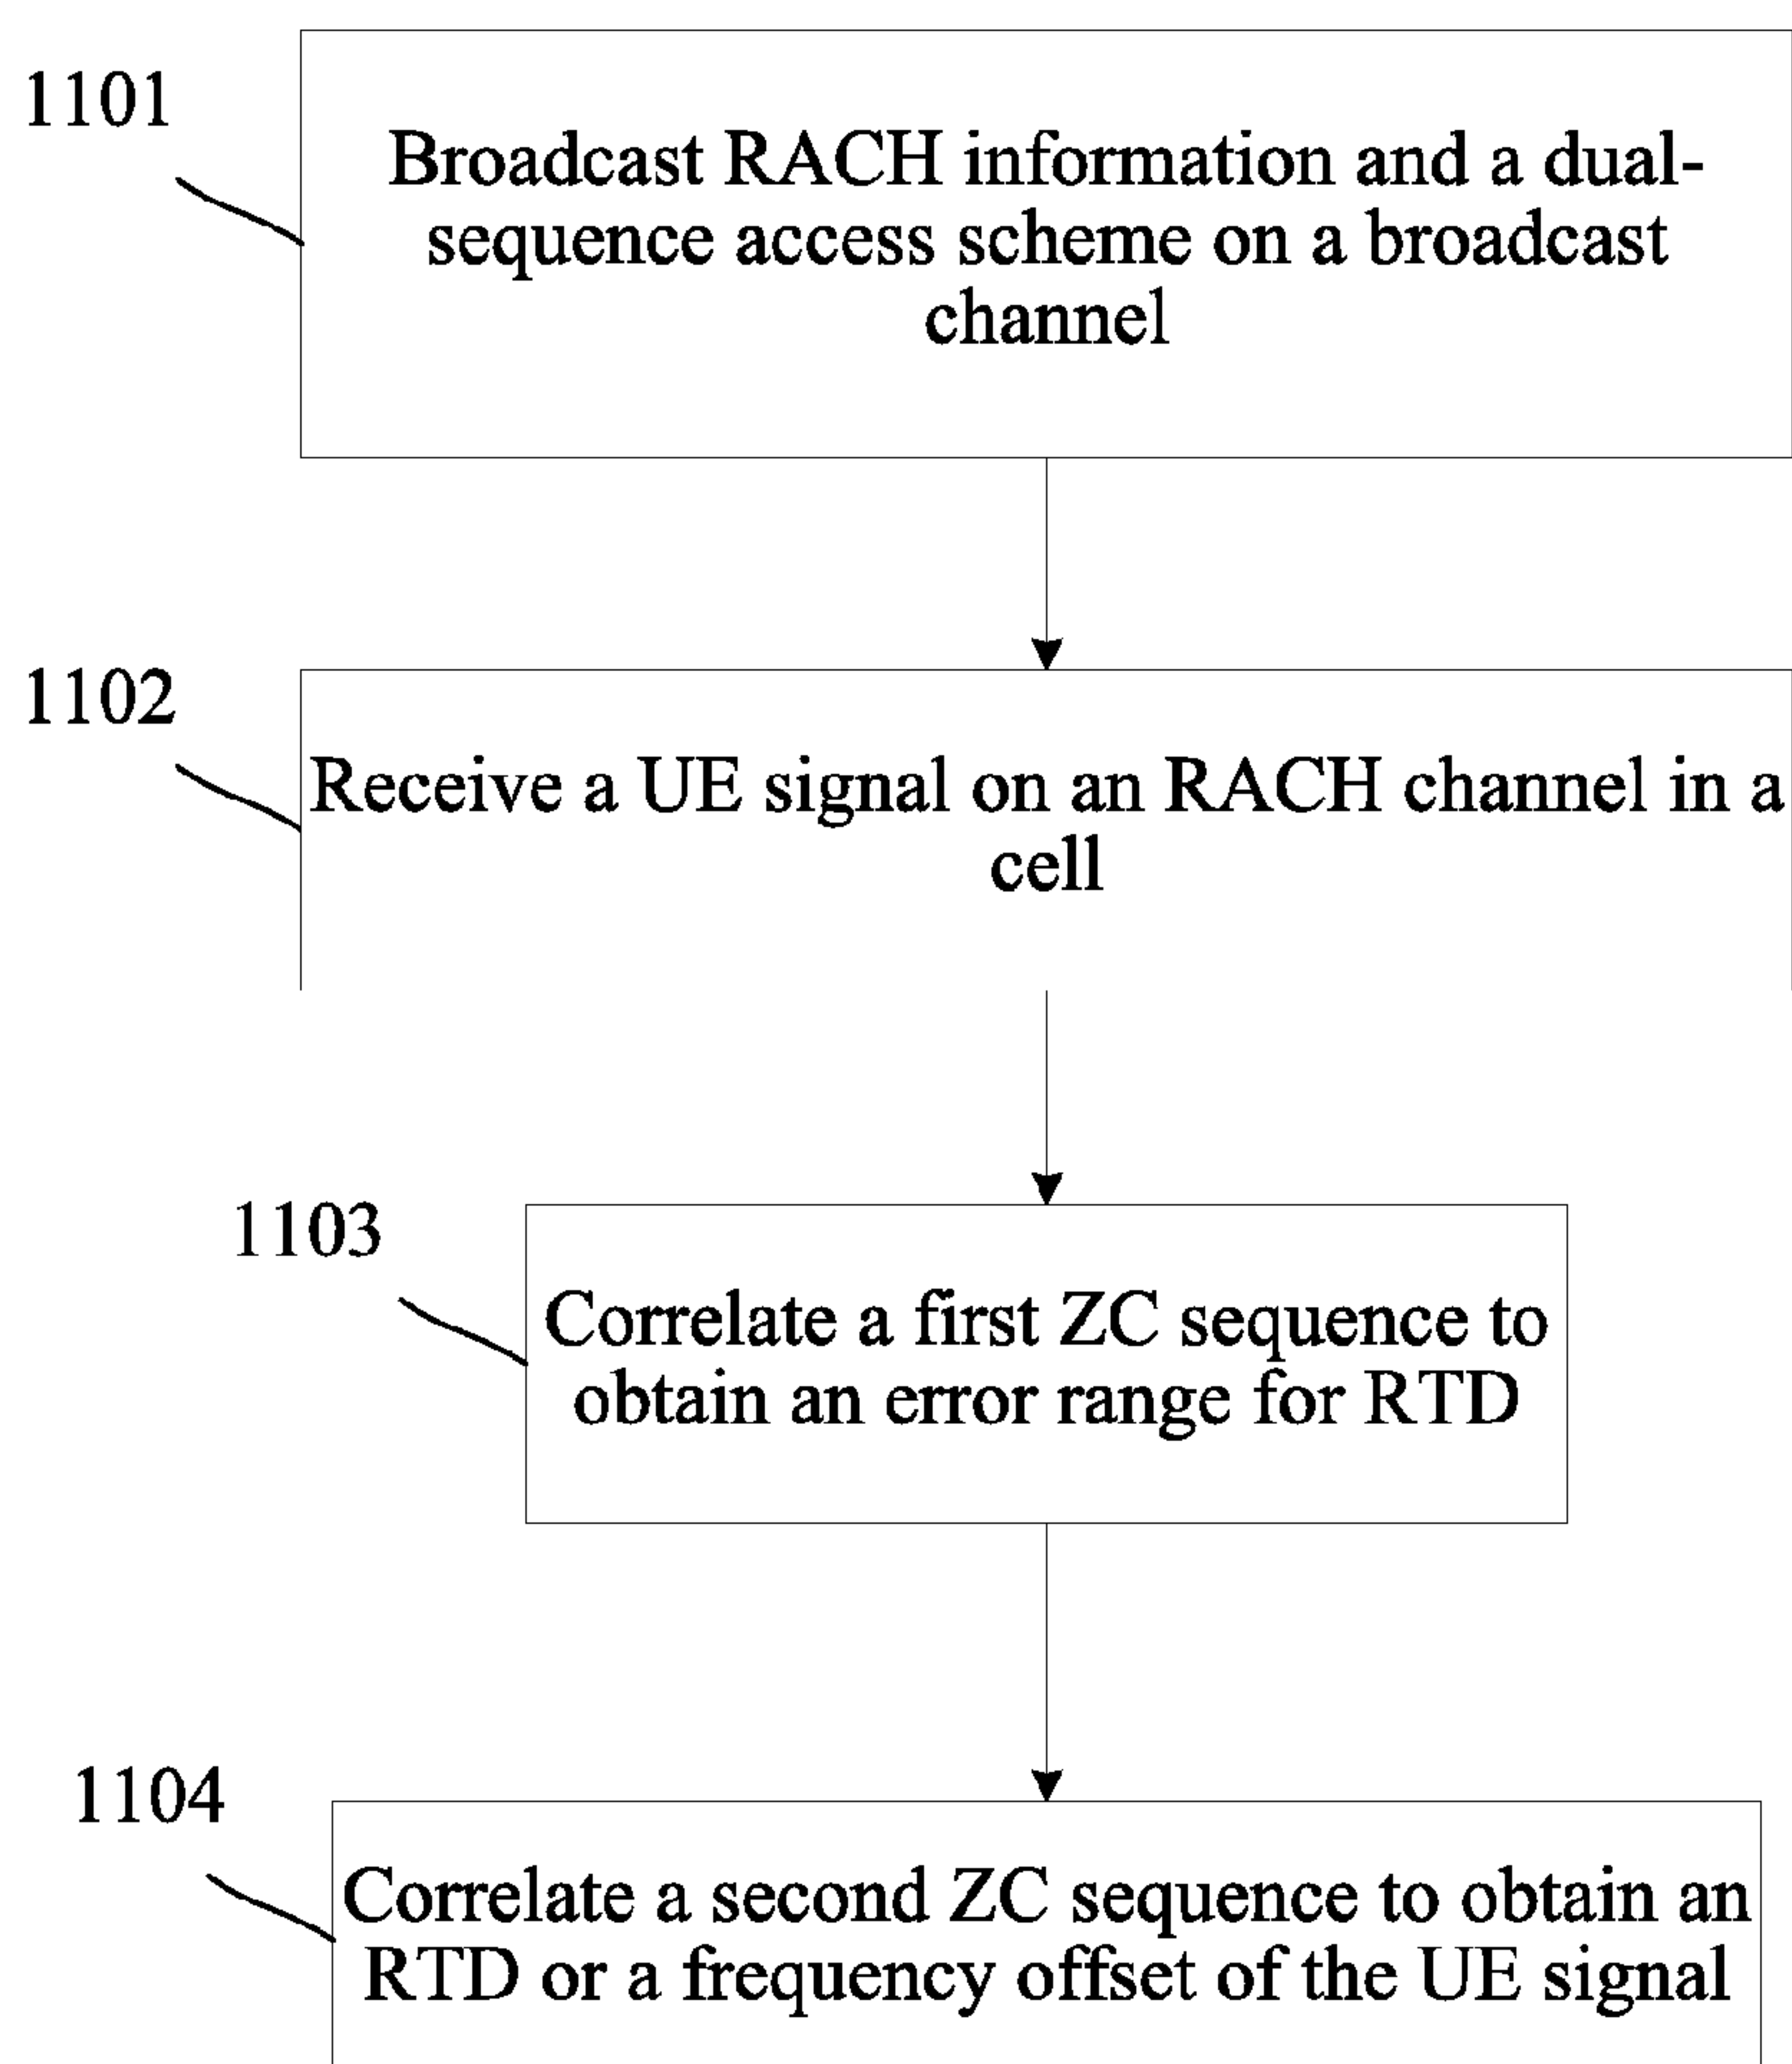 1101
Broadcast RACH information and a dual-
sequence access scheme on a broadcast
channel
1102
Receive a UE signal on an RACH channel in a
cell
1103
Correlate a first ZC sequence to
obtain an error range for RTD
1104
Correlate a second ZC sequence to obtain an
RTD or a frequency offset of the UE signal